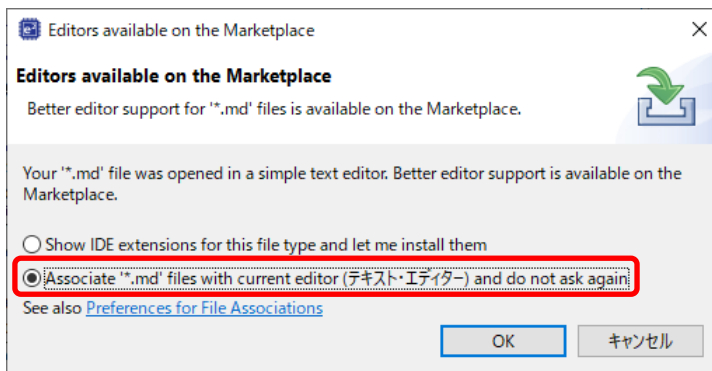 Editors available on the Marketplace
Editors available on the Marketplace
Better editor support for '*.md' files is available on the Marketplace.
Your '*.md' file was opened in a simple text editor. Better editor support is available on the
Marketplace.
Show IDE extensions for this file type and let me install them
Associate '*.md' files with current editor (テキスト・エディター) and do not ask again
See also Preferences for File Associations
OK キャンセル